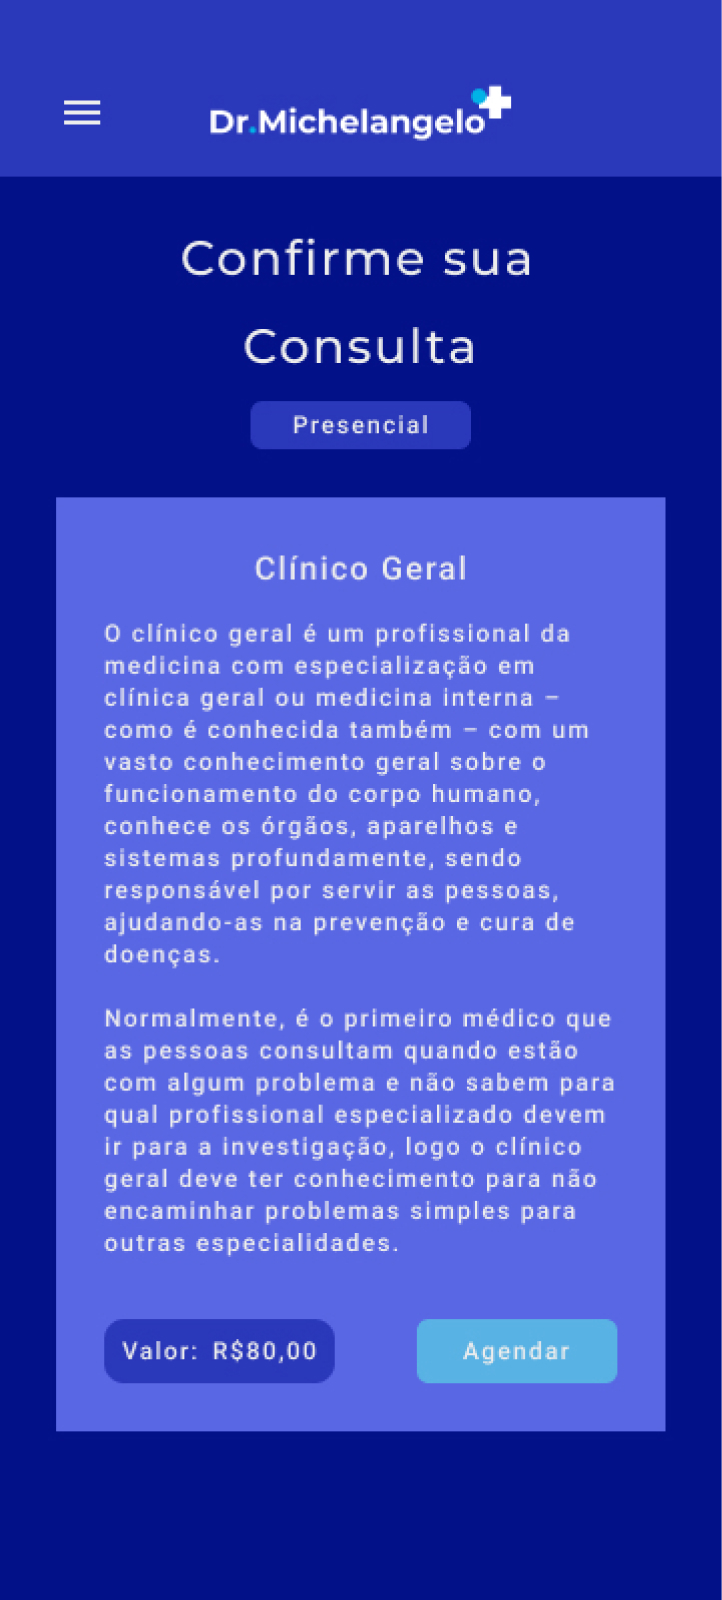 Dr.Michelangelo
Confirme sua
Consulta
Presencial
Clínico Geral
O clínico geral é um profissional da
medicina com especialização em
clínica geral ou medicina interna –
como é conhecida também – com um
vasto conhecimento geral sobre o
funcionamento do corpo humano,
conhece os órgãos, aparelhos e
sistemas profundamente, sendo
responsável por servir as pessoas,
ajudando-as na prevenção e cura de
doenças.
Normalmente, é o primeiro médico que
as pessoas consultam quando estão
com algum problema e não sabem para
qual profissional especializado devem
ir para a investigação, logo o clínico
geral deve ter conhecimento para não
encaminhar problemas simples para
outras especialidades.
Valor: R$80,00
Agendar